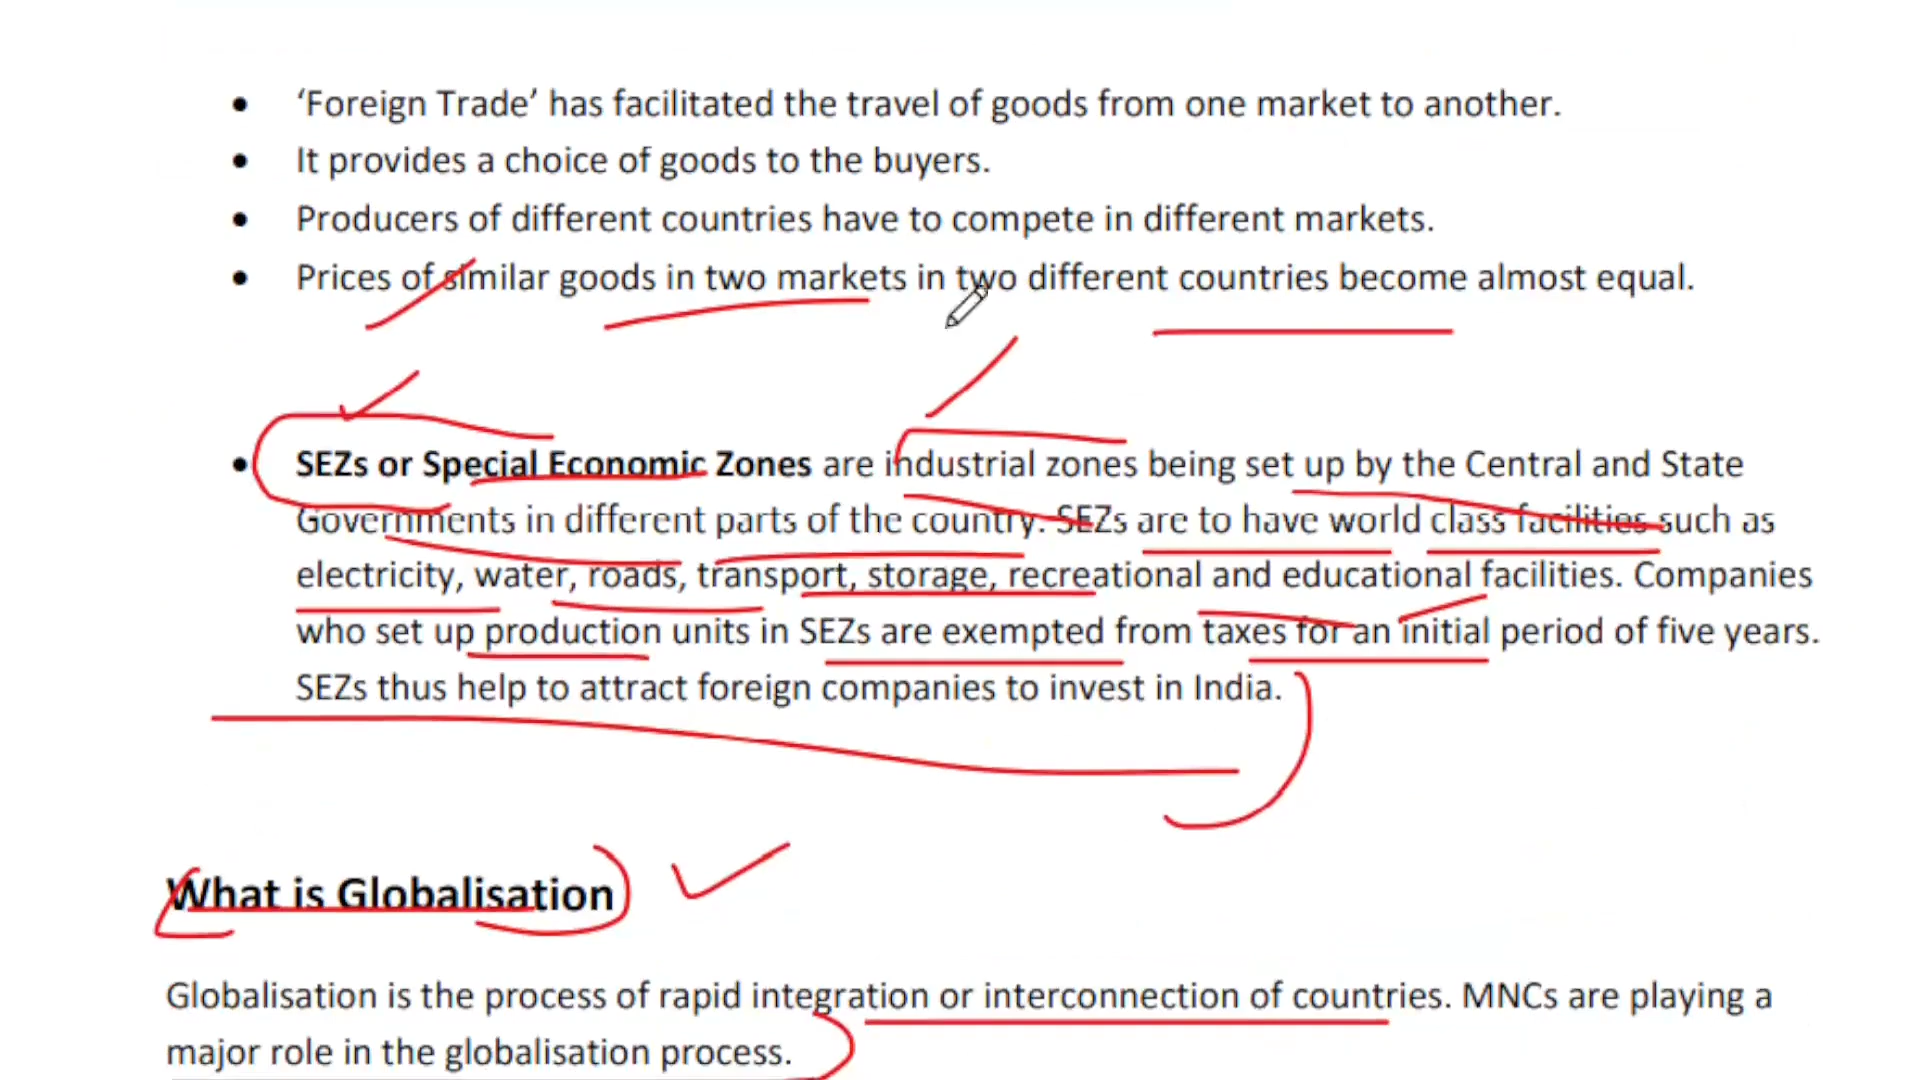 • ‘Foreign Trade’ has facilitated the travel of goods from one market to another.
• It provides a choice of goods to the buyers.
• Producers of different countries have to compete in different markets.
• Prices of similar goods in two markets in two different countries become almost equal.
• SEZs or Special Economic Zones are industrial zones being set up by the Central and State
Governments in different parts of the country. SEZs are to have world class facilities such as
electricity, water, roads, transport, storage, recreational and educational facilities. Companies
who set up production units in SEZs are exempted from taxes for an initial period of five years.
SEZs thus help to attract foreign companies to invest in India.
What is Globalisation
Globalisation is the process of rapid integration or interconnection of countries. MNCs are playing a
major role in the globalisation process.